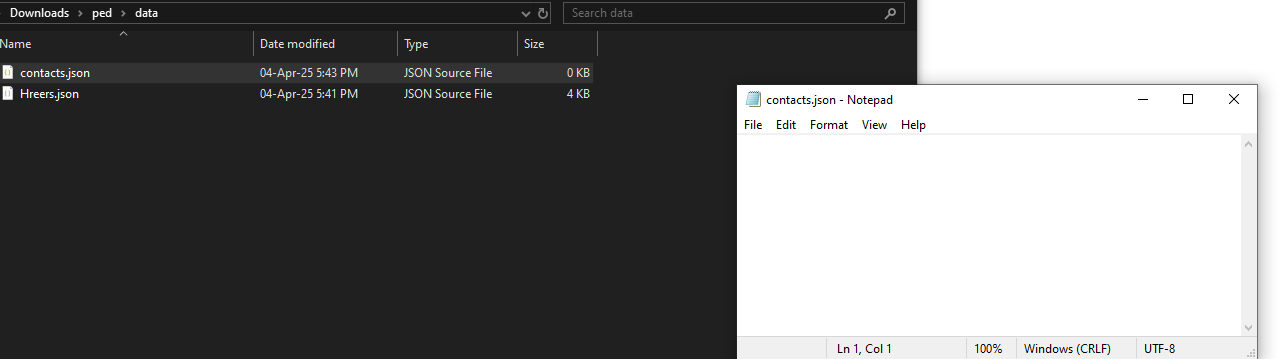 Downloads > ped > data
Search data
Name Date modified Type Size
contacts.json 04-Apr-25 5:43 PM JSON Source File 0 KB
Hreers.json 04-Apr-25 5:41 PM JSON Source File 4 KB
contacts.json - Notepad
File Edit Format View Help
Ln 1, Col 1 100% Windows (CRLF) UTF-8